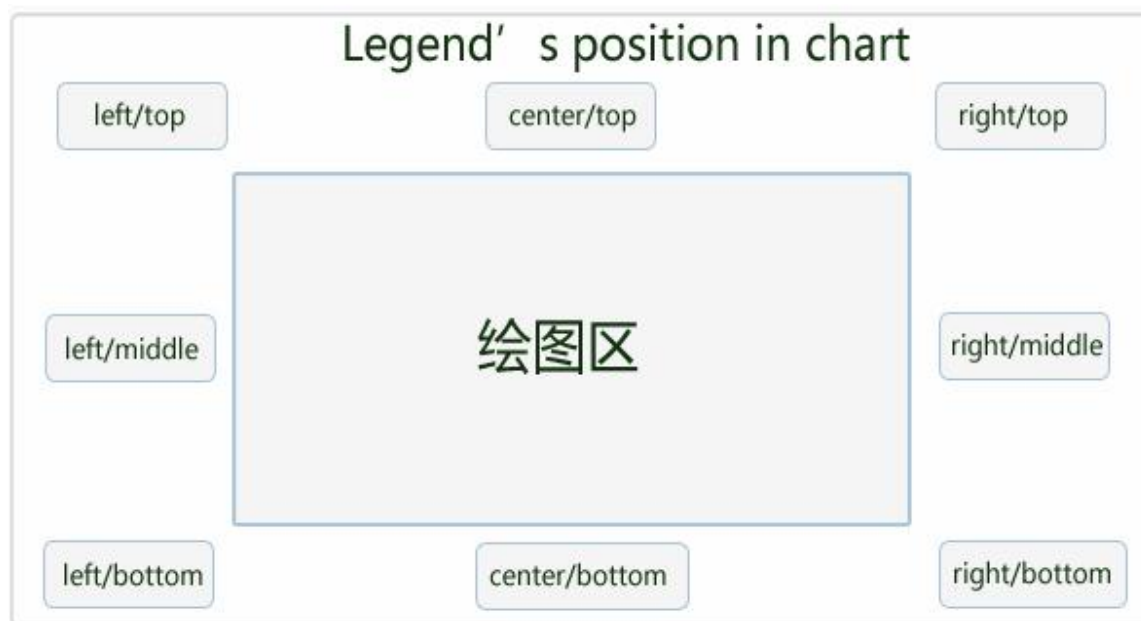 Legend’s position in chart
left/top
center/top
right/top
left/middle
绘图区
right/middle
left/bottom
center/bottom
right/bottom